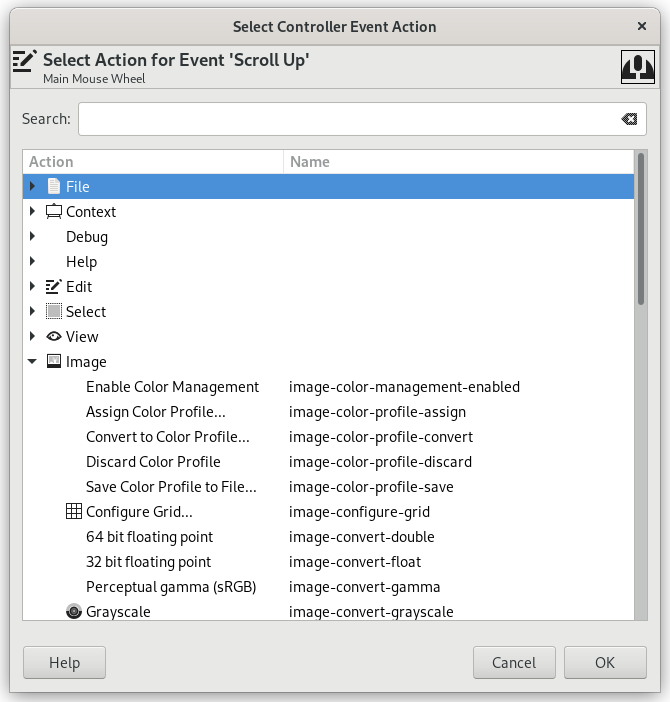 Select Controller Event Action
Select Action for Event 'Scroll Up'
Main Mouse Wheel
Search:
Action Name
File
Context
Debug
Help
Edit
Select
View
Image
Enable Color Management image-color-management-enabled
Assign Color Profile... image-color-profile-assign
Convert to Color Profile... image-color-profile-convert
Discard Color Profile image-color-profile-discard
Save Color Profile to File... image-color-profile-save
Configure Grid... image-configure-grid
64 bit floating point image-convert-double
32 bit floating point image-convert-float
Perceptual gamma (sRGB) image-convert-gamma
Grayscale image-convert-grayscale
Help Cancel OK